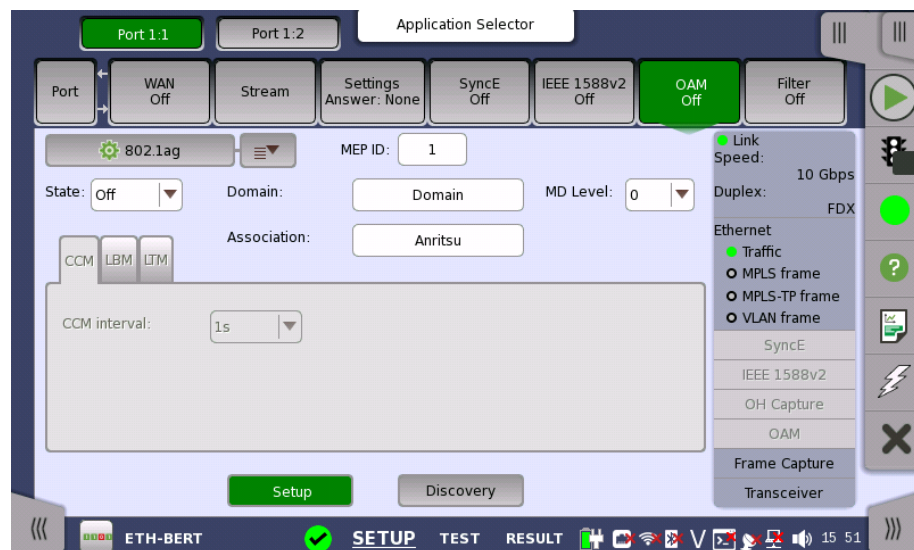 Application Selector
Port 1:1
Port 1:2
Port
WAN
Off
Stream
Settings
Answer: None
SyncE
Off
IEEE 1588v2
Off
OAM
Off
Filter
Off
802.1ag
MEP ID:
1
State:
Off
Domain:
Domain
MD Level:
0
Association:
Anritsu
CCM
LBM
LTM
CCM interval:
1s
Setup
Discovery
Link
Speed:
10 Gbps
Duplex:
FDX
Ethernet
Traffic
MPLS frame
MPLS-TP frame
VLAN frame
SyncE
IEEE 1588v2
OH Capture
OAM
Frame Capture
Transceiver
ETH-BERT
SETUP
TEST
RESULT
V
15 51